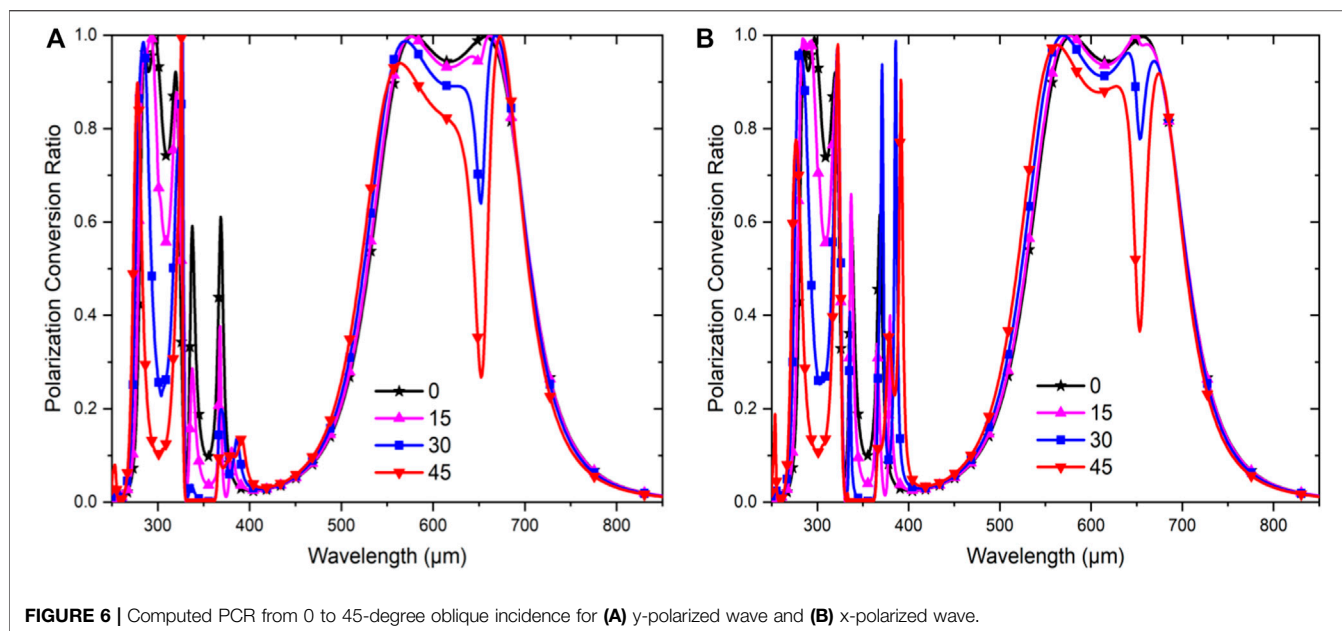 A
Polarization Conversion Ratio
1.0
0.8
0.6
0.4
0.2
0.0
0
15
30
45
300 400 500 600 700 800
Wavelength (μm)
B
Polarization Conversion Ratio
1.0
0.8
0.6
0.4
0.2
0.0
0
15
30
45
300 400 500 600 700 800
Wavelength (μm)
FIGURE 6 | Computed PCR from 0 to 45-degree oblique incidence for (A) y-polarized wave and (B) x-polarized wave.